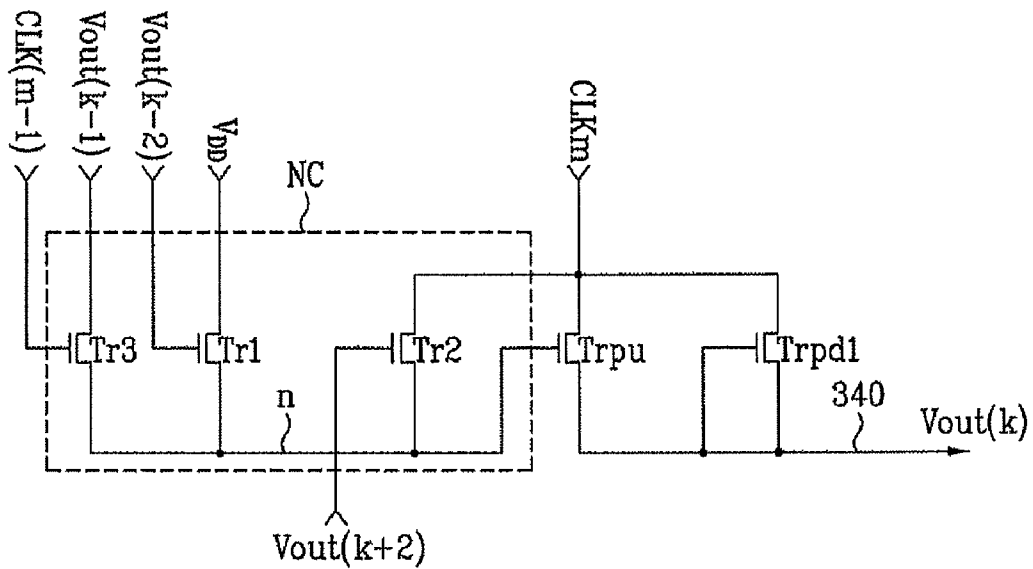 CLK(m-1)
Vout(k-1)
Vout(k-2)
VDD
CLKm
NC
Tr3
Tr1
Tr2
Trpu
Trpd1
n
340
Vout(k)
Vout(k+2)